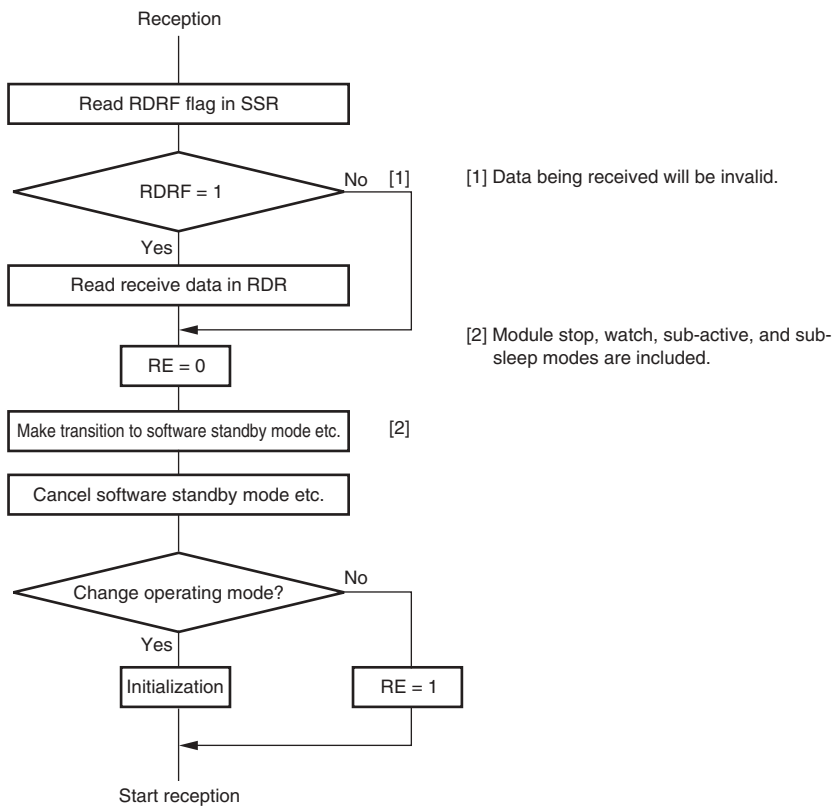 Reception
Read RDRF flag in SSR
RDRF = 1
No [1]
[1] Data being received will be invalid.
Yes
Read receive data in RDR
[2] Module stop, watch, sub-active, and sub-
sleep modes are included.
RE = 0
Make transition to software standby mode etc. [2]
Cancel software standby mode etc.
Change operating mode?
No
Yes
Initialization
RE = 1
Start reception